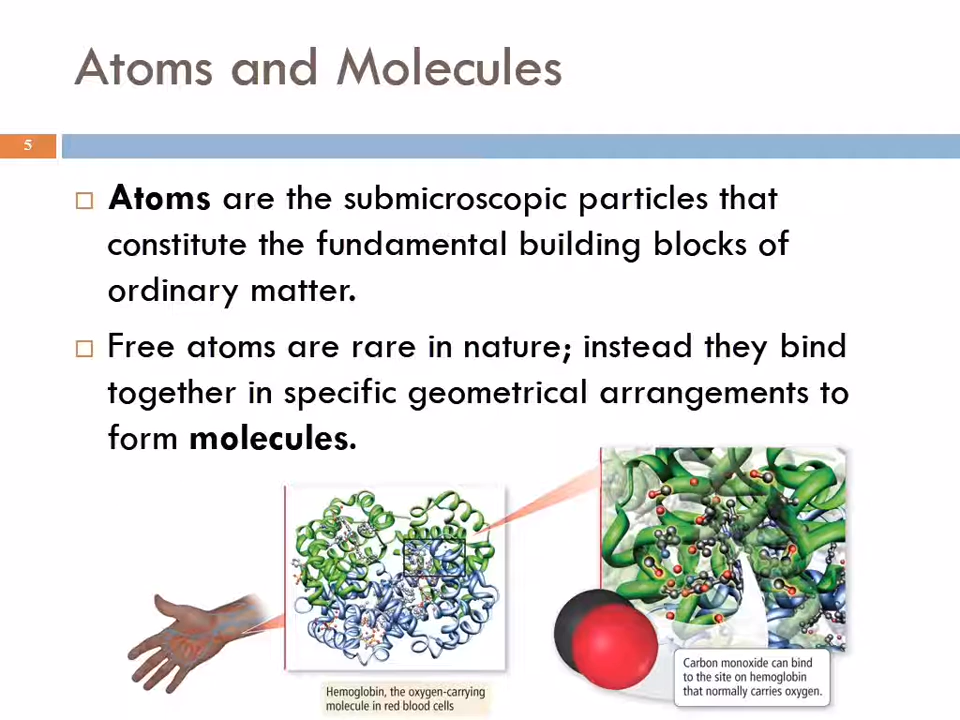 Atoms and Molecules
5
Atoms are the submicroscopic particles that
constitute the fundamental building blocks of
ordinary matter.
Free atoms are rare in nature; instead they bind
together in specific geometrical arrangements to
form molecules.
Hemoglobin, the oxygen-carrying
molecule in red blood cells
Carbon monoxide can bind
to the site on hemoglobin
that normally carries oxygen.